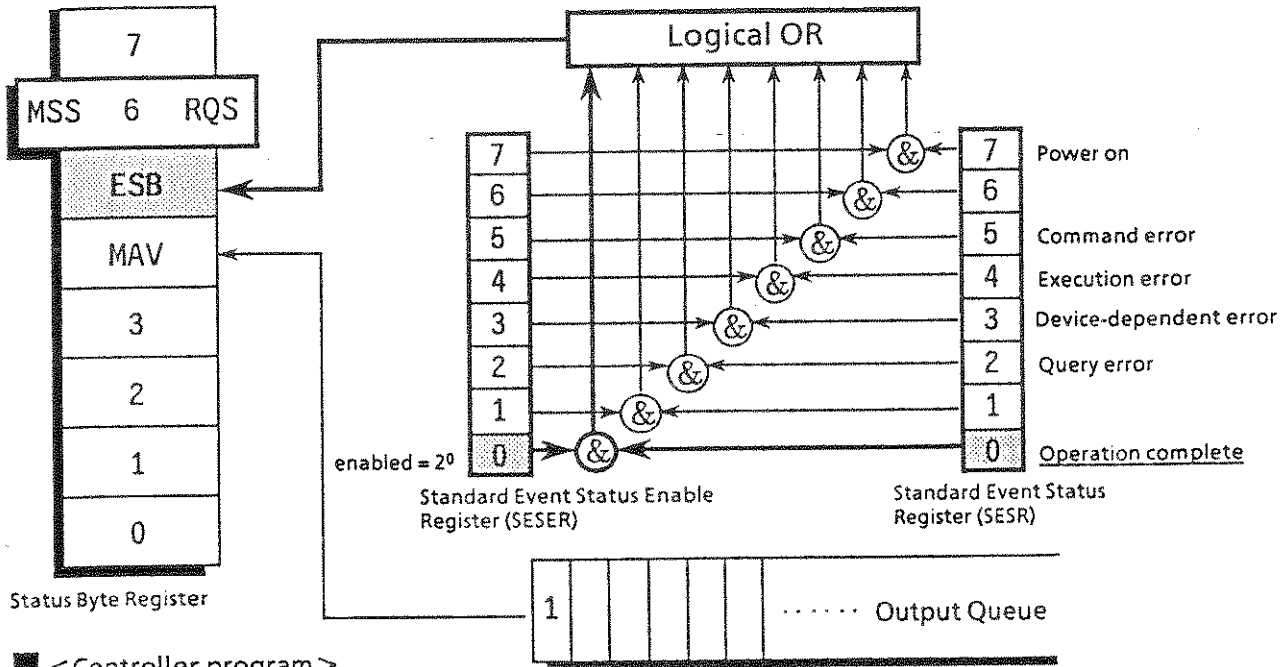 7
MSS 6 RQS
ESB
MAV
3
2
1
0
Status Byte Register
Logical OR
7 & 7 Power on
6 & 6
5 & 5 Command error
4 & 4 Execution error
3 & 3 Device-dependent error
2 & 2 Query error
1 & 1
enabled = 2⁰ 0 & 0 Operation complete
Standard Event Status Enable
Register (SESER)
Standard Event Status
Register (SESR)
1 ...... Output Queue
<Controller program>